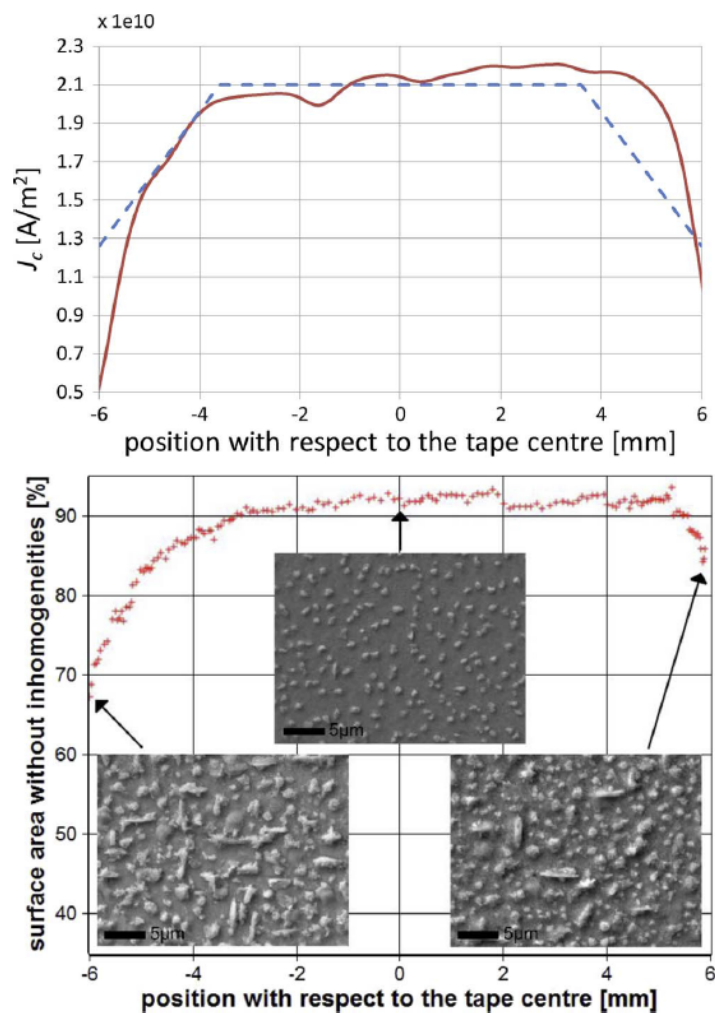 x 1e10
2.3
2.1
1.9
1.7
1.5
1.3
1.1
0.9
0.7
0.5
J_c [A/m²]
-6 -4 -2 0 2 4 6
position with respect to the tape centre [mm]
surface area without inhomogeneities [%]
90
80
70
60
50
40
5µm
5µm
5µm
-6 -4 -2 0 2 4 6
position with respect to the tape centre [mm]